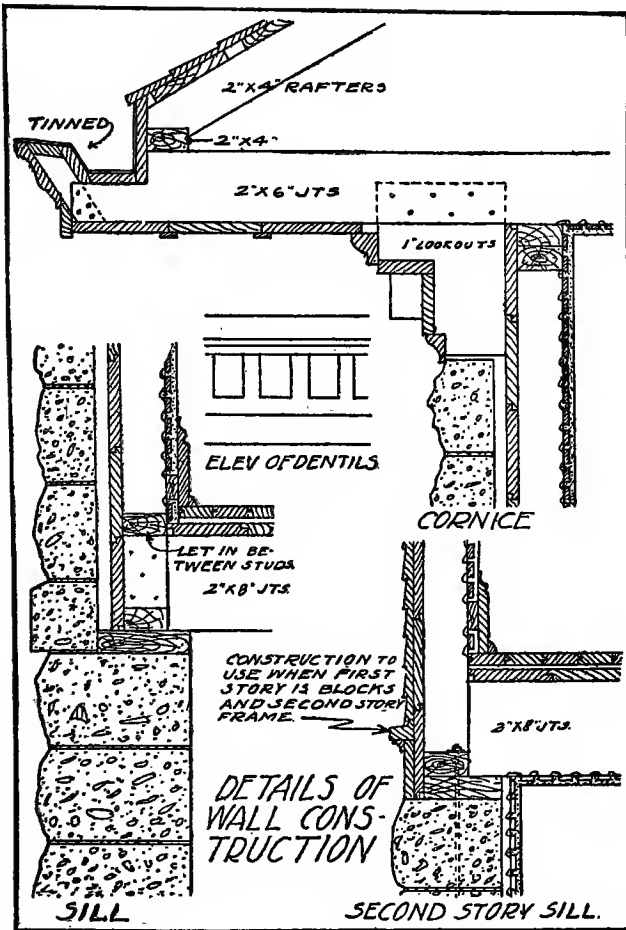 2"X4" RAFTERS
TINNED
2"X4"
2"X6" JTS
1" LOOKOUTS
ELEV OF DENTILS.
CORNICE
LET IN BE-
TWEEN STUDS.
2"X8" JTS.
CONSTRUCTION TO
USE WHEN FIRST
STORY IS BLOCKS
AND SECOND STORY
FRAME.
2"X8" JTS.
DETAILS OF
WALL CONS-
TRUCTION
SILL
SECOND STORY SILL.